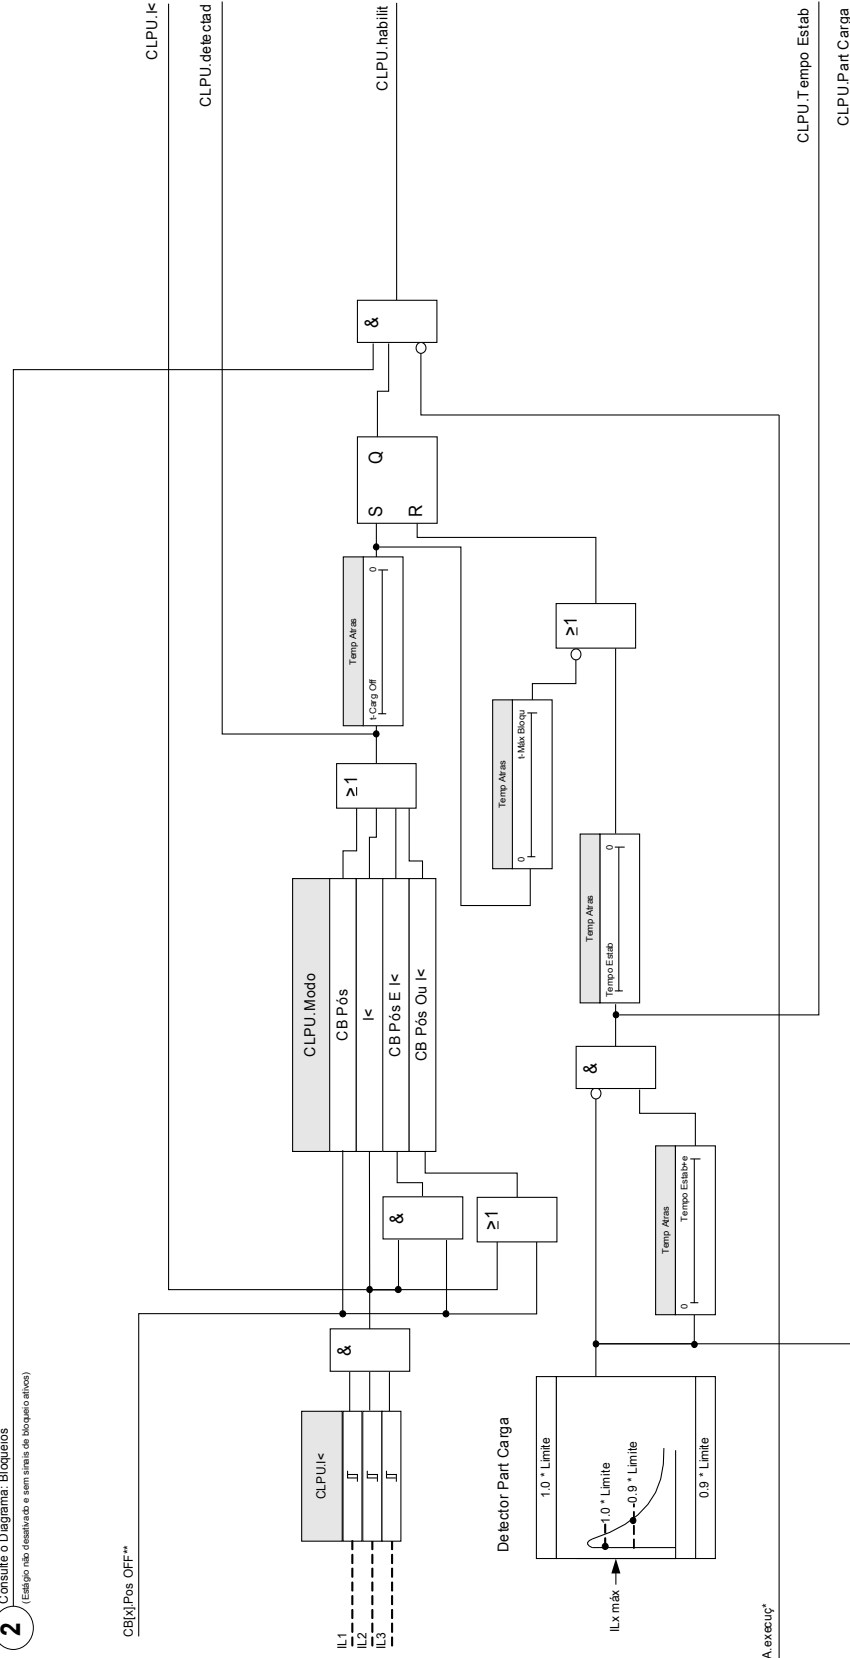 2
Consulte o Diagrama: Bloqueios
(Estágio não desativado e sem sinais de bloqueio ativos)
CLPU.I<
CLPU.detectad
CLPU.habilit
CB[x].Pos OFF**
IL1
IL2
IL3
CLPU.I<
&
CLPU.Modo
CB Pós
I<
CB Pós E I<
CB Pós Ou I<
&
≥1
≥1
Temp Atras
t-Carg Off
0
S
R
Q
&
Temp Atras
0
t-Máx Bloqu
≥1
Detector Part Carga
ILx máx
1.0 * Limite
1.0 * Limite
0.9 * Limite
0.9 * Limite
Temp Atras
0
Tempo Estab+e
&
Temp Atras
Tempo Estab
0
CLPU.Tempo Estab
CLPU.Part Carga
A.execuç*